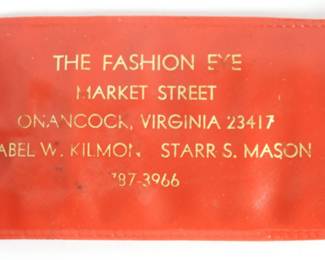 THE FASHION EYE
MARKET STREET
ONANCOCK, VIRGINIA 23417
ABEL W. KILMON STARR S. MASON
787-3966